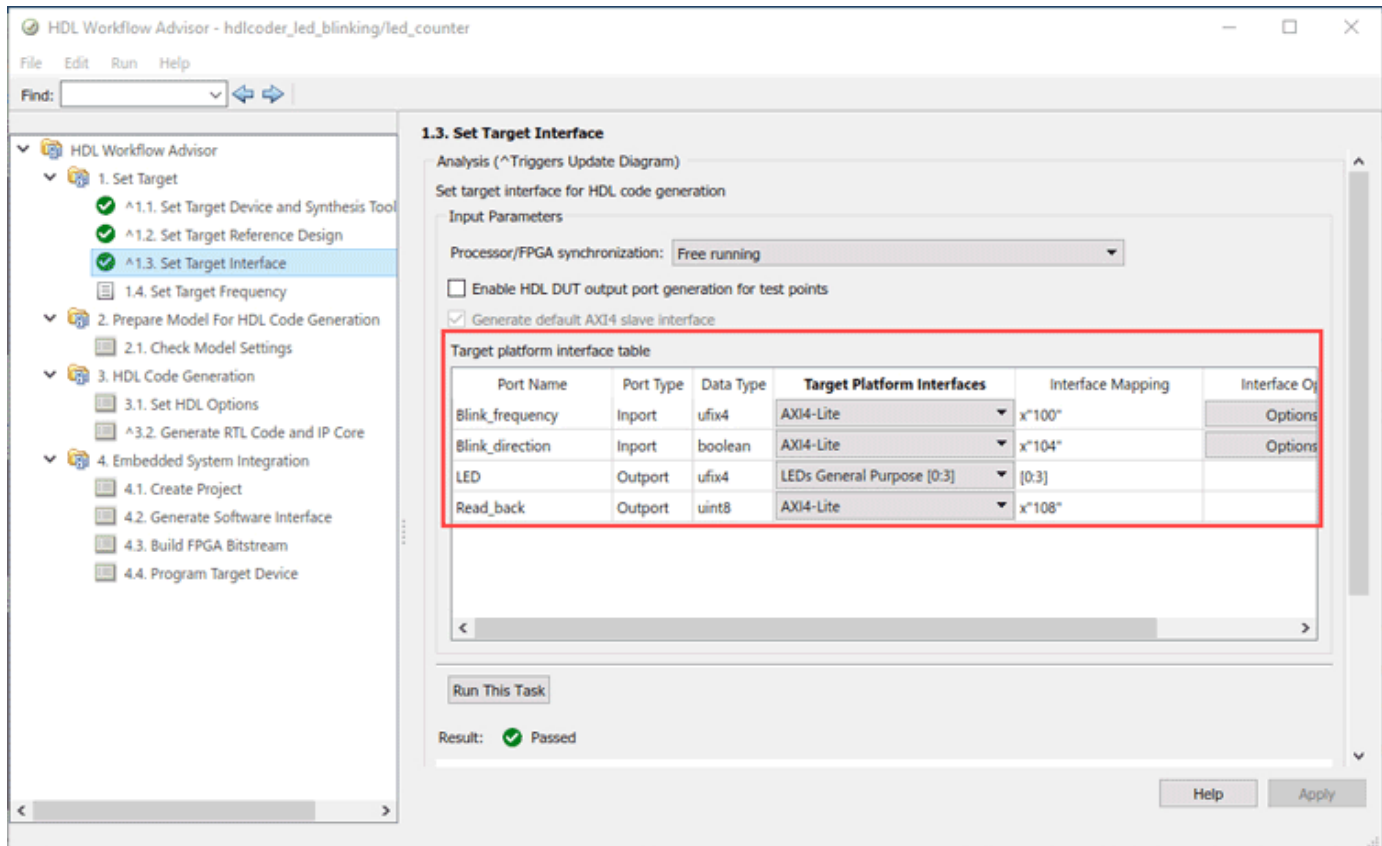 HDL Workflow Advisor - hdlcoder_led_blinking/led_counter
File Edit Run Help
Find:
HDL Workflow Advisor
1. Set Target
^1.1. Set Target Device and Synthesis Tool
^1.2. Set Target Reference Design
^1.3. Set Target Interface
1.4. Set Target Frequency
2. Prepare Model For HDL Code Generation
2.1. Check Model Settings
3. HDL Code Generation
3.1. Set HDL Options
^3.2. Generate RTL Code and IP Core
4. Embedded System Integration
4.1. Create Project
4.2. Generate Software Interface
4.3. Build FPGA Bitstream
4.4. Program Target Device
1.3. Set Target Interface
Analysis (^Triggers Update Diagram)
Set target interface for HDL code generation
Input Parameters
Processor/FPGA synchronization: Free running
Enable HDL DUT output port generation for test points
Generate default AXI4 slave interface
Target platform interface table
Port Name Port Type Data Type Target Platform Interfaces Interface Mapping Interface Op
Blink_frequency Inport ufix4 AXI4-Lite x"100" Options
Blink_direction Inport boolean AXI4-Lite x"104" Options
LED Outport ufix4 LEDs General Purpose [0:3] [0:3]
Read_back Outport uint8 AXI4-Lite x"108"
Run This Task
Result: Passed
Help Apply